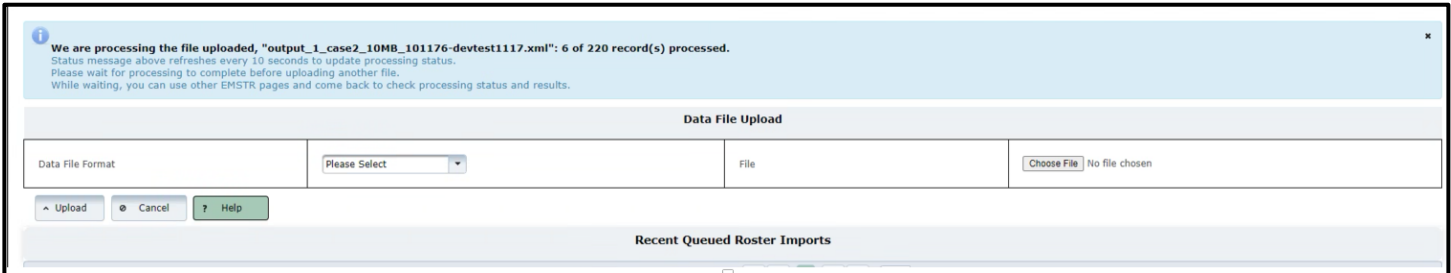 We are processing the file uploaded, "output_1_case2_10MB_101176-devtest1117.xml": 6 of 220 record(s) processed.
Status message above refreshes every 10 seconds to update processing status.
Please wait for processing to complete before uploading another file.
While waiting, you can use other EMSTR pages and come back to check processing status and results.
Data File Upload
Data File Format Please Select File Choose File No file chosen
Upload Cancel ? Help
Recent Queued Roster Imports